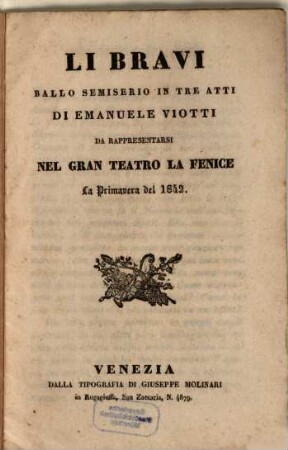 LI BRAVI
BALLO SEMISERIO IN TRE ATTI
DI EMANUELE VIOTTI
DA RAPPRESENTARSI
NEL GRAN TEATRO LA FENICE
La Primavera del 1842.
VENEZIA
DALLA TIPOGRAFIA DI GIUSEPPE MOLINARI
in Rugagiuffa, San Zaccaria, N. 4879.